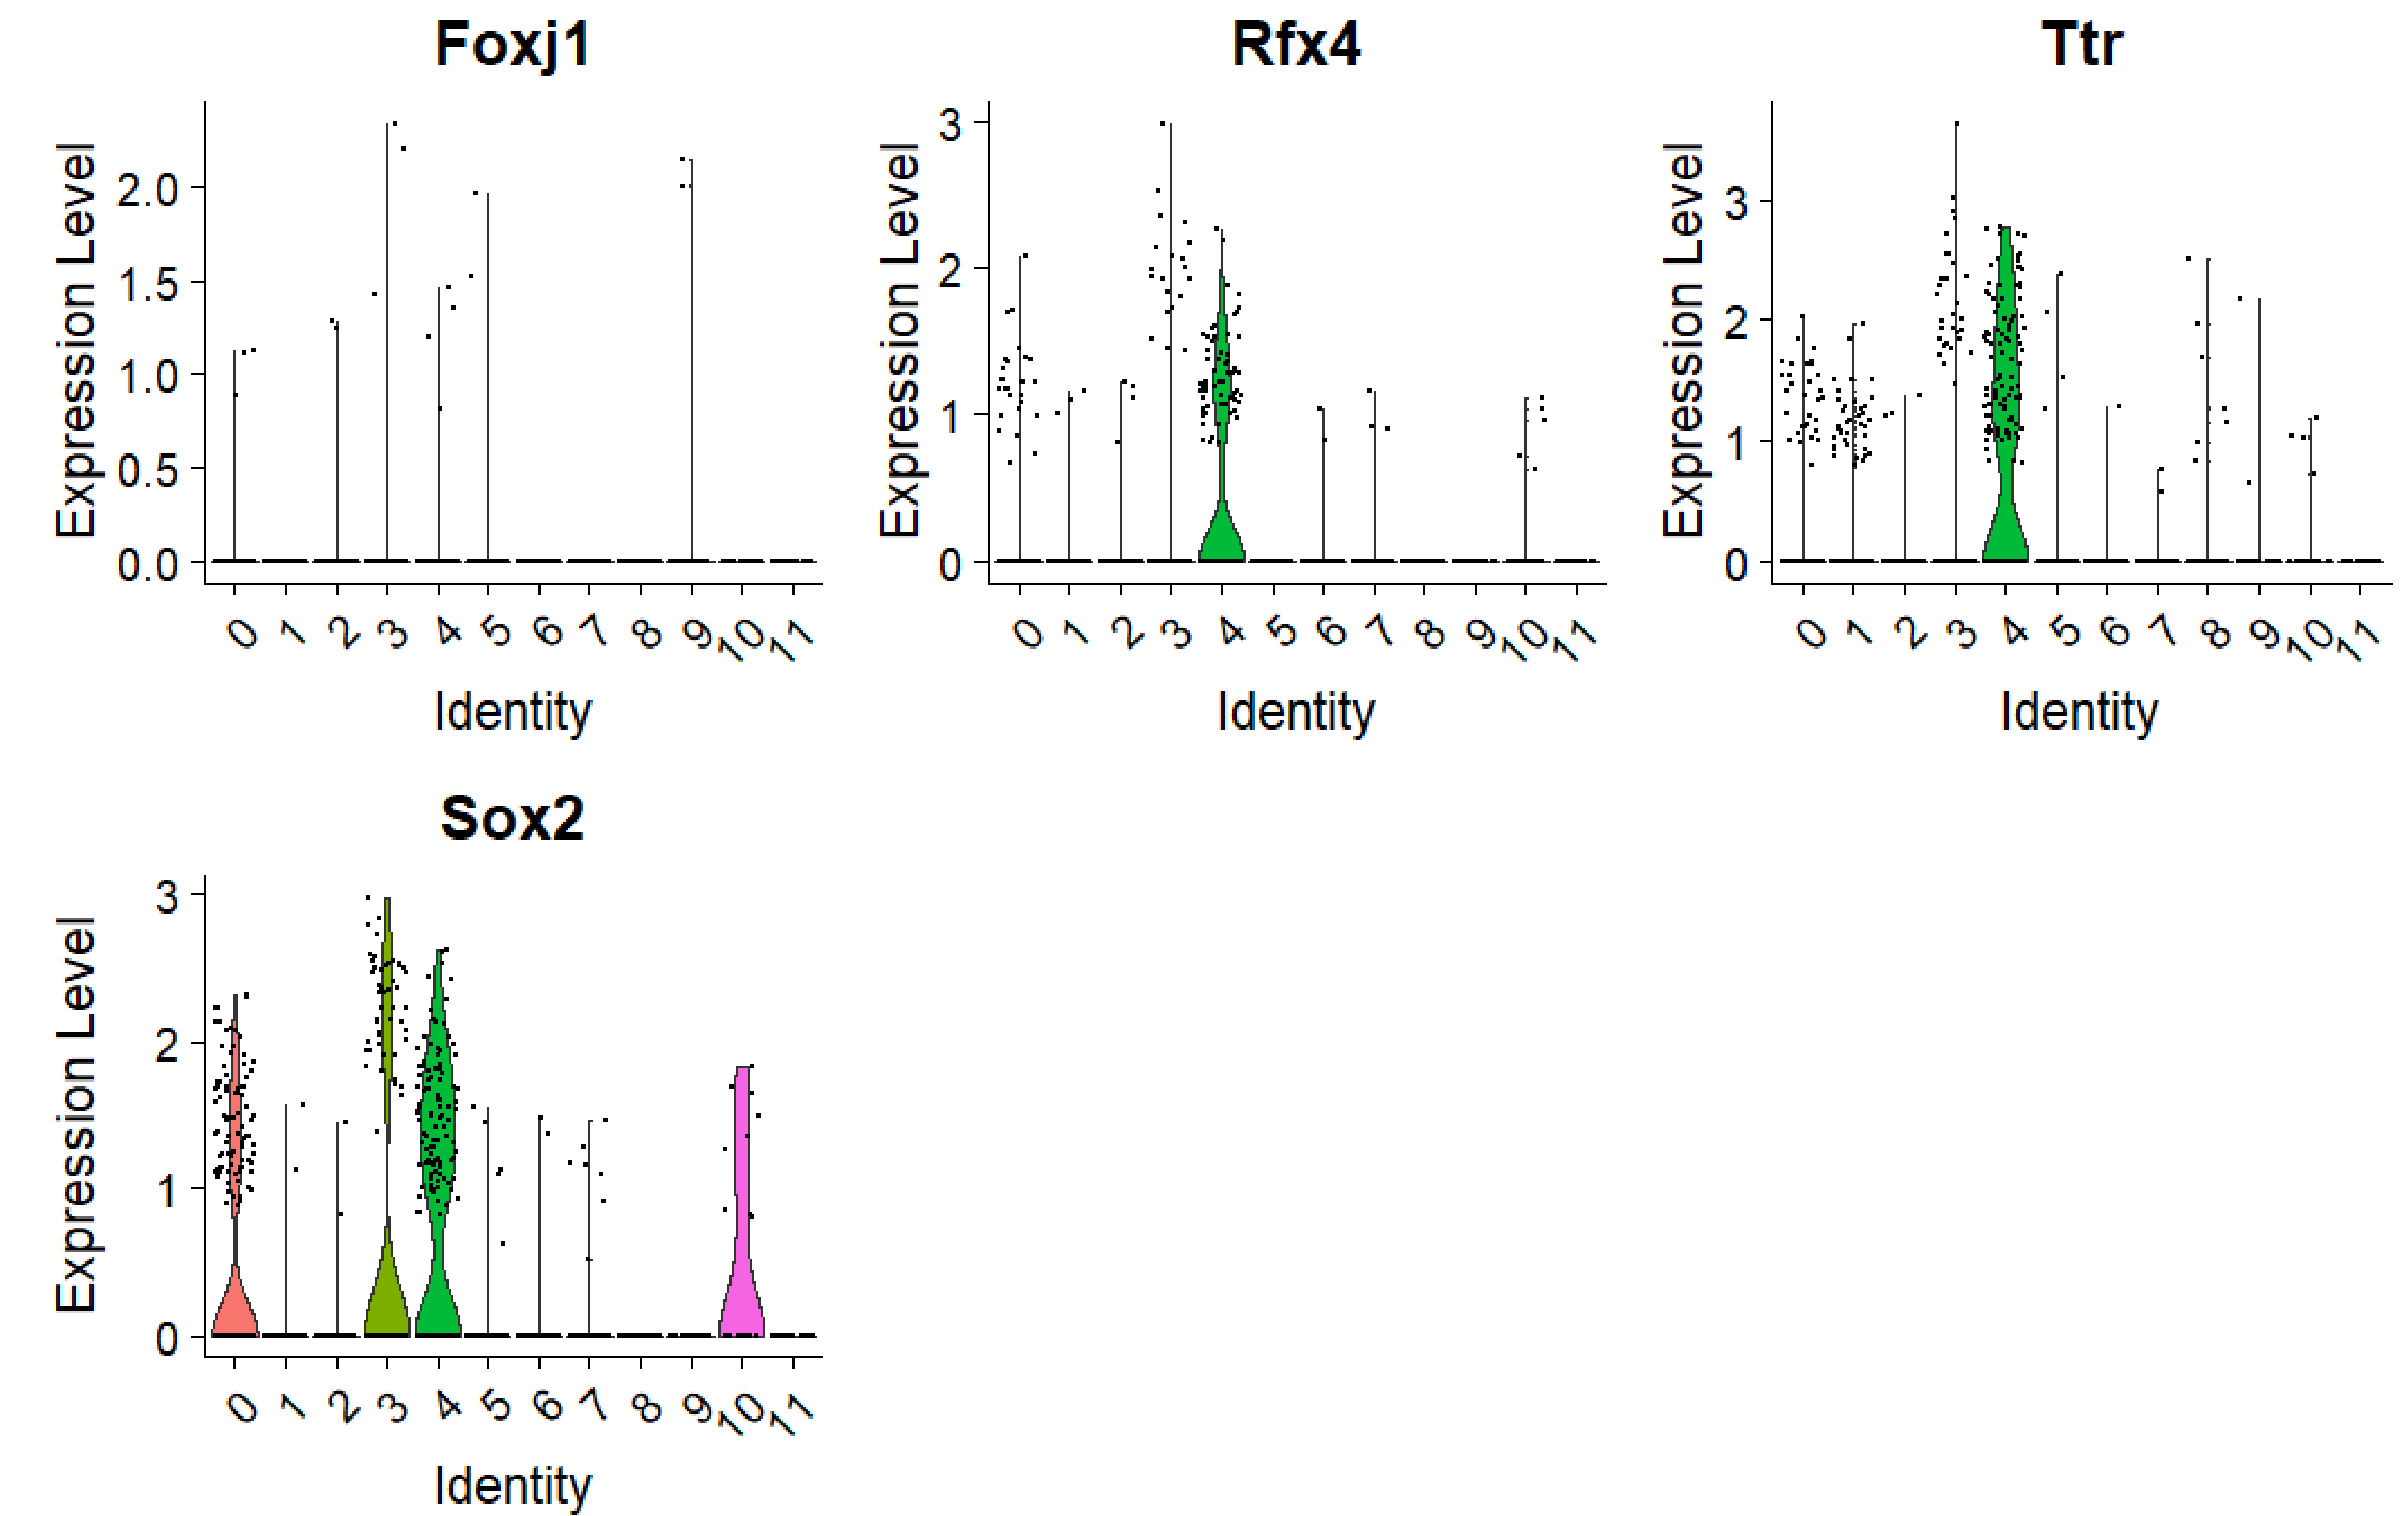 Foxj1
Rfx4
Ttr
Expression Level
2.0
1.5
1.0
0.5
0.0
0 1 2 3 4 5 6 7 8 9 10 11
Identity
Expression Level
3
2
1
0
0 1 2 3 4 5 6 7 8 9 10 11
Identity
Expression Level
3
2
1
0
0 1 2 3 4 5 6 7 8 9 10 11
Identity
Sox2
Expression Level
3
2
1
0
0 1 2 3 4 5 6 7 8 9 10 11
Identity